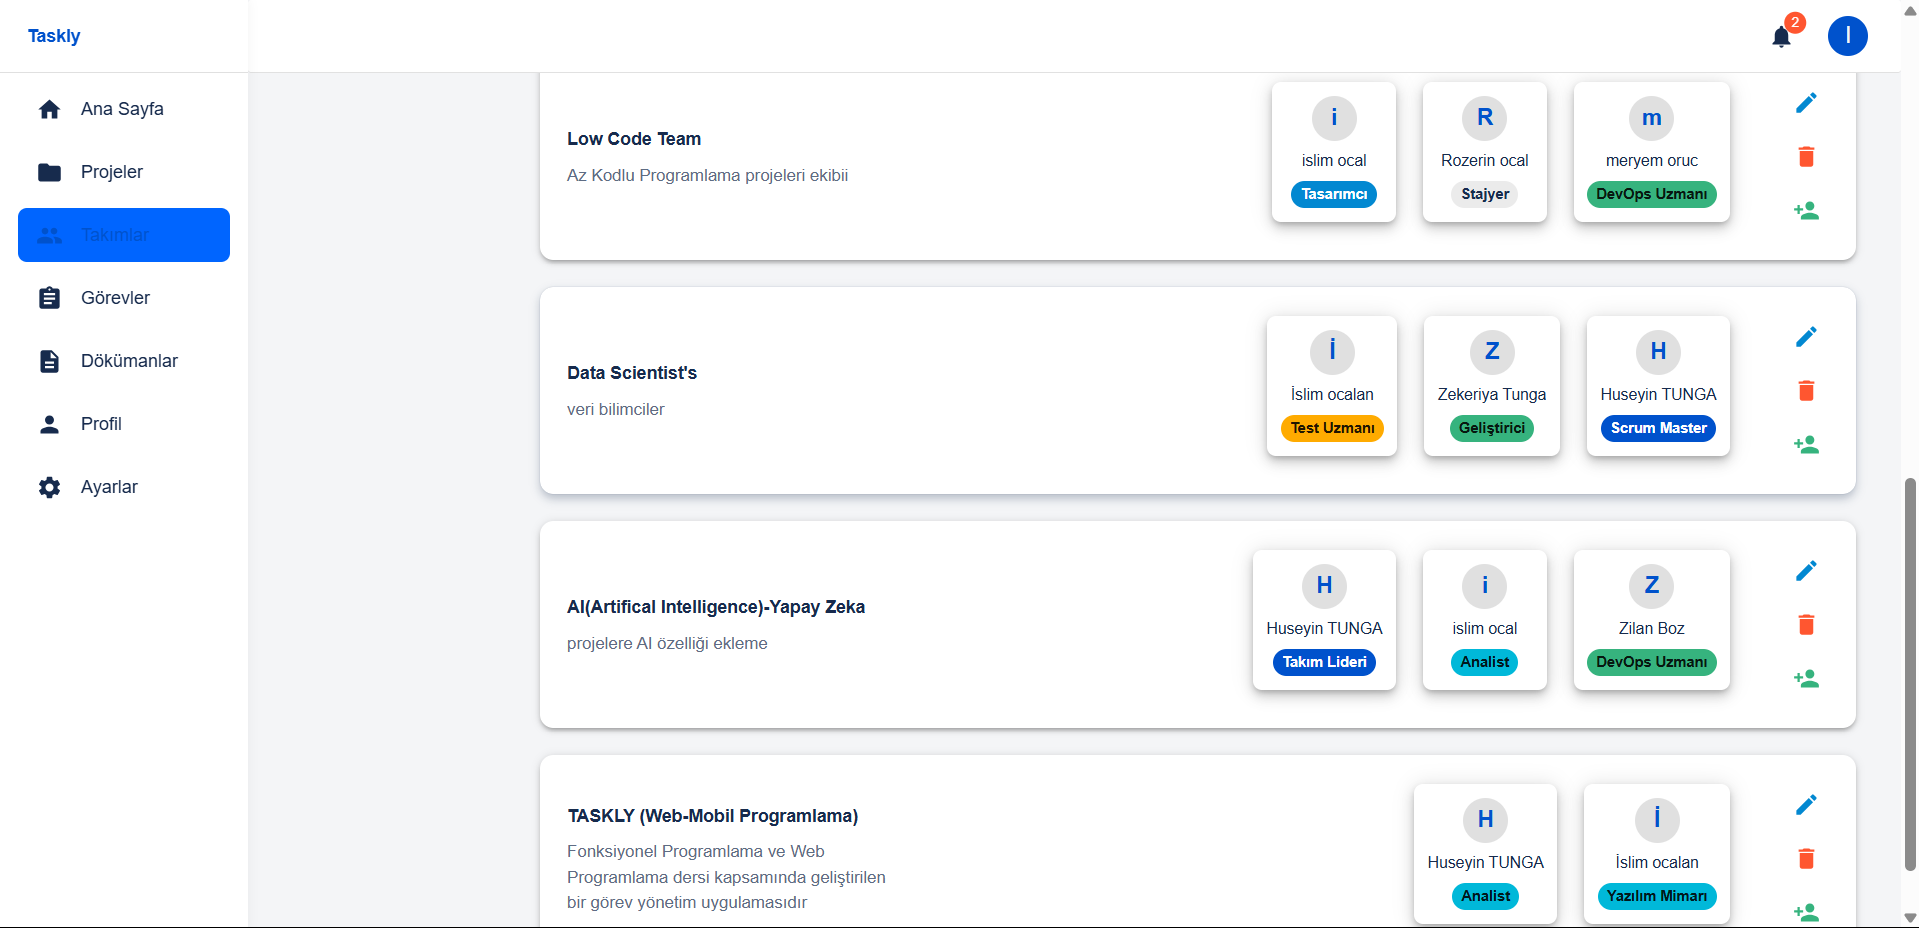 Taskly
2
İ
Ana Sayfa
Projeler
Takımlar
Görevler
Dökümanlar
Profil
Ayarlar
Low Code Team
Az Kodlu Programlama projeleri ekibii
i
islim ocal
Tasarımcı
R
Rozerin ocal
Stajyer
m
meryem oruc
DevOps Uzmanı
Data Scientist's
veri bilimciler
İ
İslim ocalan
Test Uzmanı
Z
Zekeriya Tunga
Geliştirici
H
Huseyin TUNGA
Scrum Master
AI(Artifical Intelligence)-Yapay Zeka
projelere AI özelliği ekleme
H
Huseyin TUNGA
Takım Lideri
i
islim ocal
Analist
Z
Zilan Boz
DevOps Uzmanı
TASKLY (Web-Mobil Programlama)
Fonksiyonel Programlama ve Web
Programlama dersi kapsamında geliştirilen
bir görev yönetim uygulamasıdır
H
Huseyin TUNGA
Analist
İ
İslim ocalan
Yazılım Mimarı